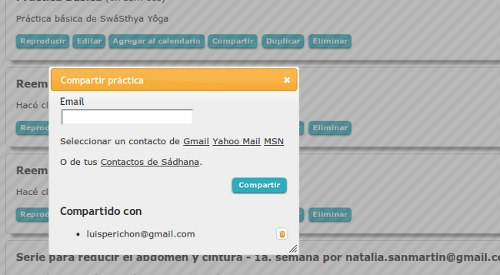 Práctica básica de SwáSthya Yôga
Reproducir Editar Agregar al calendario Compartir Duplicar Eliminar
Reem
Hacé cl
Eliminar
Reem
Hacé cl
Eliminar
Compartir práctica
Email
Seleccionar un contacto de Gmail Yahoo Mail MSN
O de tus Contactos de Sádhana.
Compartir
Compartido con
luisperichon@gmail.com
Serie para reducir el abdomen y cintura - 1a. semana por natalia.sanmartin@gmail.co